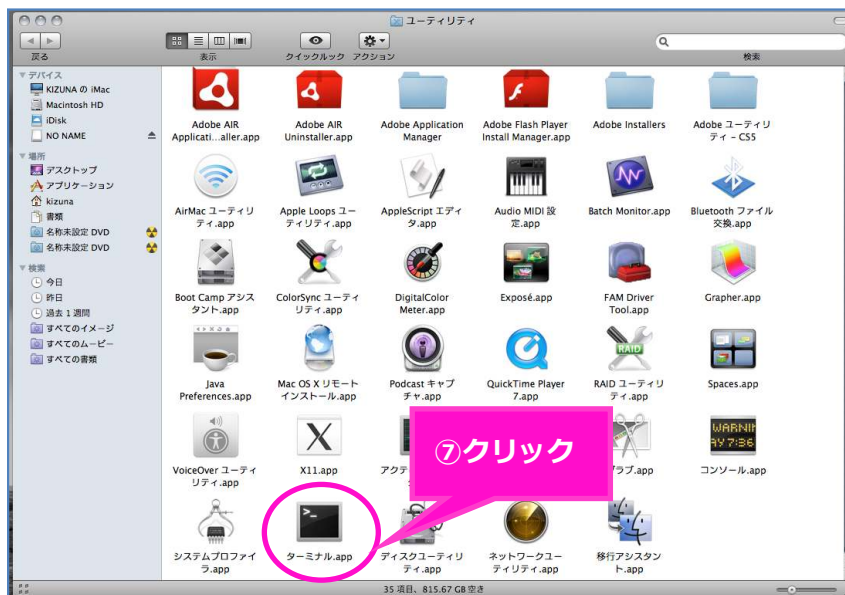 ユーティリティ
戻る
表示
クイックルック
アクション
検索
デバイス
KIZUNA の iMac
Macintosh HD
iDisk
NO NAME
場所
デスクトップ
アプリケーション
kizuna
書類
名称未設定 DVD
名称未設定 DVD
検索
今日
昨日
過去 1 週間
すべてのイメージ
すべてのムービー
すべての書類
Adobe AIR
Applicati...aller.app
Adobe AIR
Uninstaller.app
Adobe Application
Manager
Adobe Flash Player
Install Manager.app
Adobe Installers
Adobe ユーティリ
ティ - CS5
AirMac ユーティリ
ティ.app
Apple Loops ユー
ティリティ.app
AppleScript エディ
タ.app
Audio MIDI 設
定.app
Batch Monitor.app
Bluetooth ファイル
交換.app
Boot Camp アシス
タント.app
ColorSync ユーティ
リティ.app
DigitalColor
Meter.app
Exposé.app
FAM Driver
Tool.app
Grapher.app
Java
Preferences.app
Mac OS X リモート
インストール.app
Podcast キャプ
チャ.app
QuickTime Player
7.app
RAID
RAID ユーティリ
ティ.app
Spaces.app
⑦クリック
VoiceOver ユーティ
リティ.app
X
X11.app
アクテ
ラブ.app
WARNIN
AY 7:36
コンソール.app
システムプロファイ
ラ.app
>_
ターミナル.app
ディスクユーティリ
ティ.app
ネットワークユー
ティリティ.app
移行アシスタン
ト.app
35 項目、815.67 GB 空き